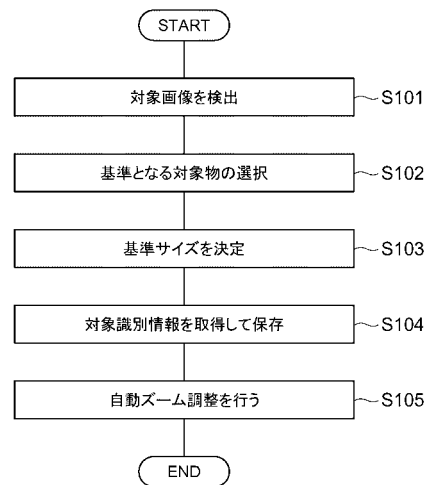 START
対象画像を検出
S101
基準となる対象物の選択
S102
基準サイズを決定
S103
対象識別情報を取得して保存
S104
自動ズーム調整を行う
S105
END